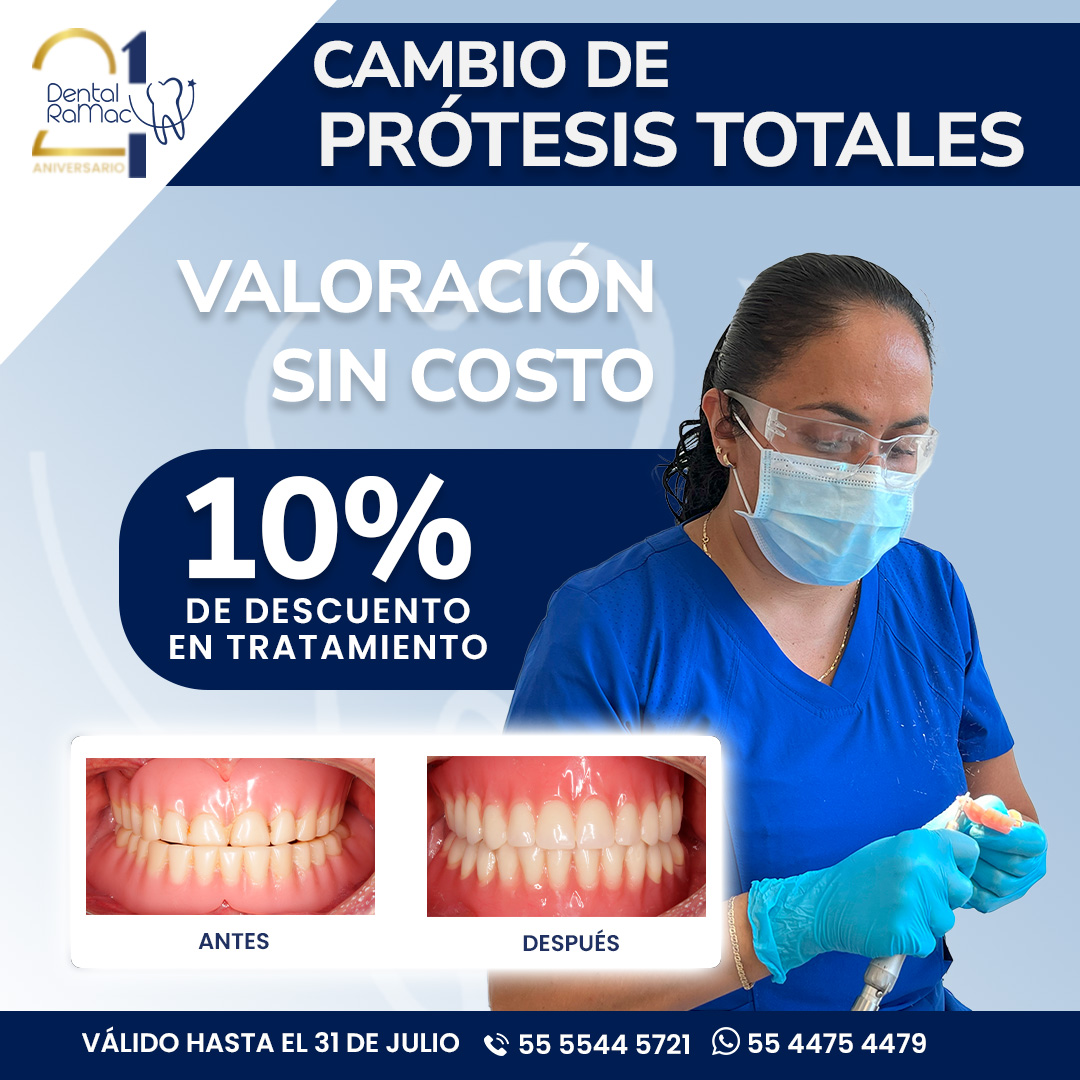 21
Dental
RaMac
ANIVERSARIO
CAMBIO DE
PRÓTESIS TOTALES
VALORACIÓN
SIN COSTO
10%
DE DESCUENTO
EN TRATAMIENTO
ANTES
DESPUÉS
VÁLIDO HASTA EL 31 DE JULIO 55 5544 5721 55 4475 4479